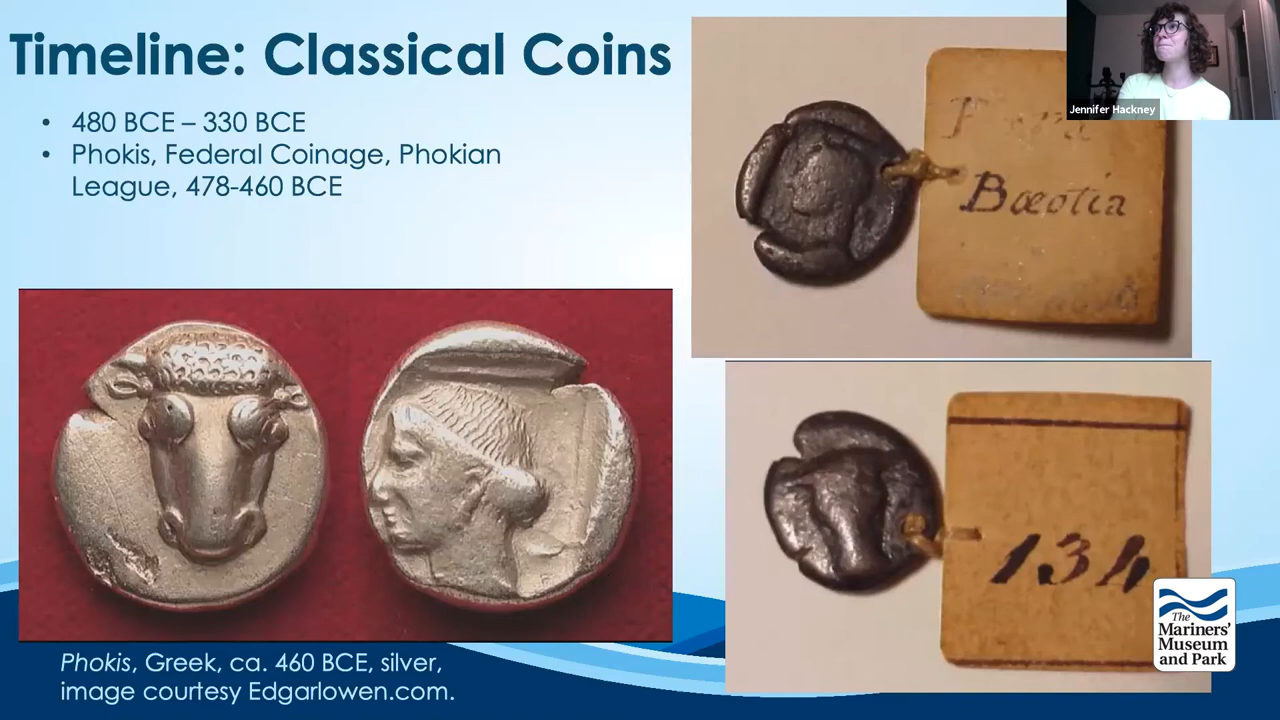 Timeline: Classical Coins
• 480 BCE – 330 BCE
• Phokis, Federal Coinage, Phokian
League, 478-460 BCE
Phokis, Greek, ca. 460 BCE, silver,
image courtesy Edgarlowen.com.
Bœotia
134
Jennifer Hackney
The
Mariners'
Museum
and Park